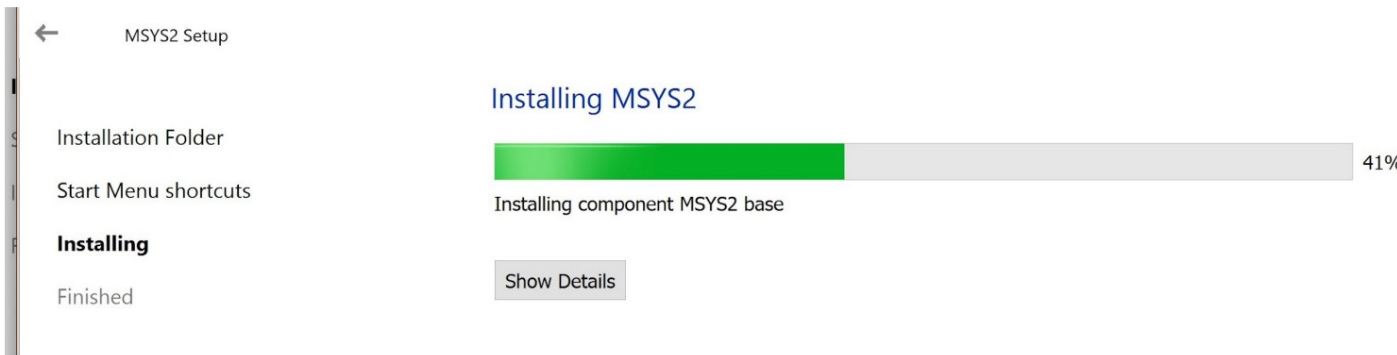 MSYS2 Setup
Installing MSYS2
Installation Folder
41%
Start Menu shortcuts
Installing component MSYS2 base
Installing
Show Details
Finished